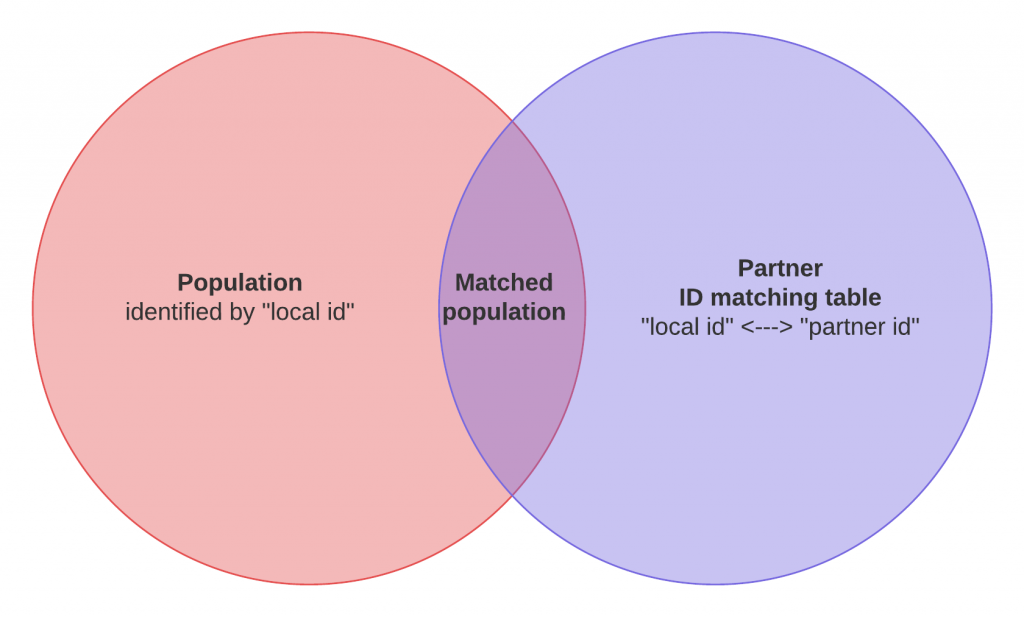 Population
identified by "local id"
Matched
population
Partner
ID matching table
"local id" <---> "partner id"